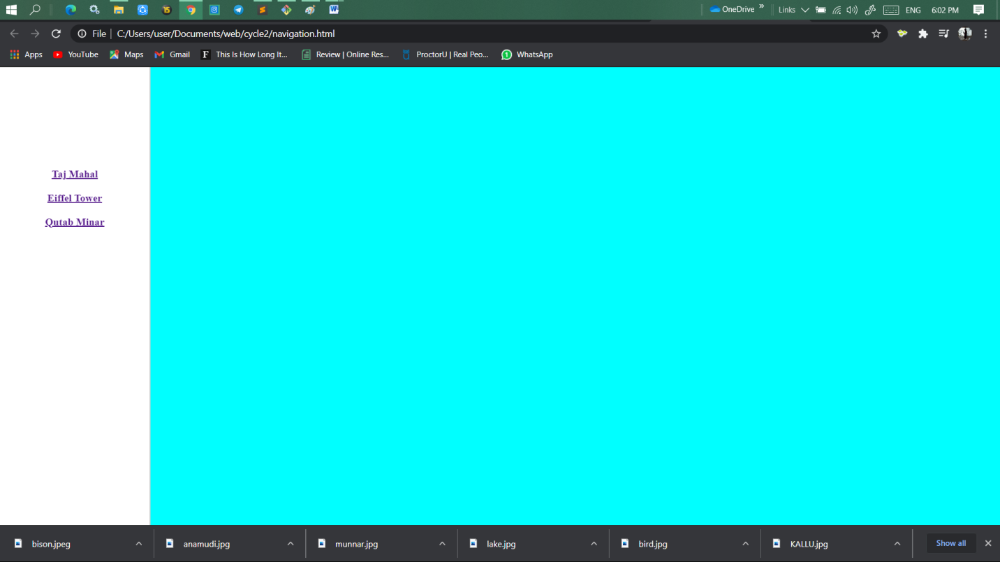 OneDrive » Links ENG 6:02 PM
File C:/Users/user/Documents/web/cycle2/navigation.html
Apps YouTube Maps Gmail F This Is How Long It... Review | Online Res... ProctorU | Real Peo... 1 WhatsApp
Taj Mahal
Eiffel Tower
Qutab Minar
bison.jpeg anamudi.jpg munnar.jpg lake.jpg bird.jpg KALLU.jpg Show all